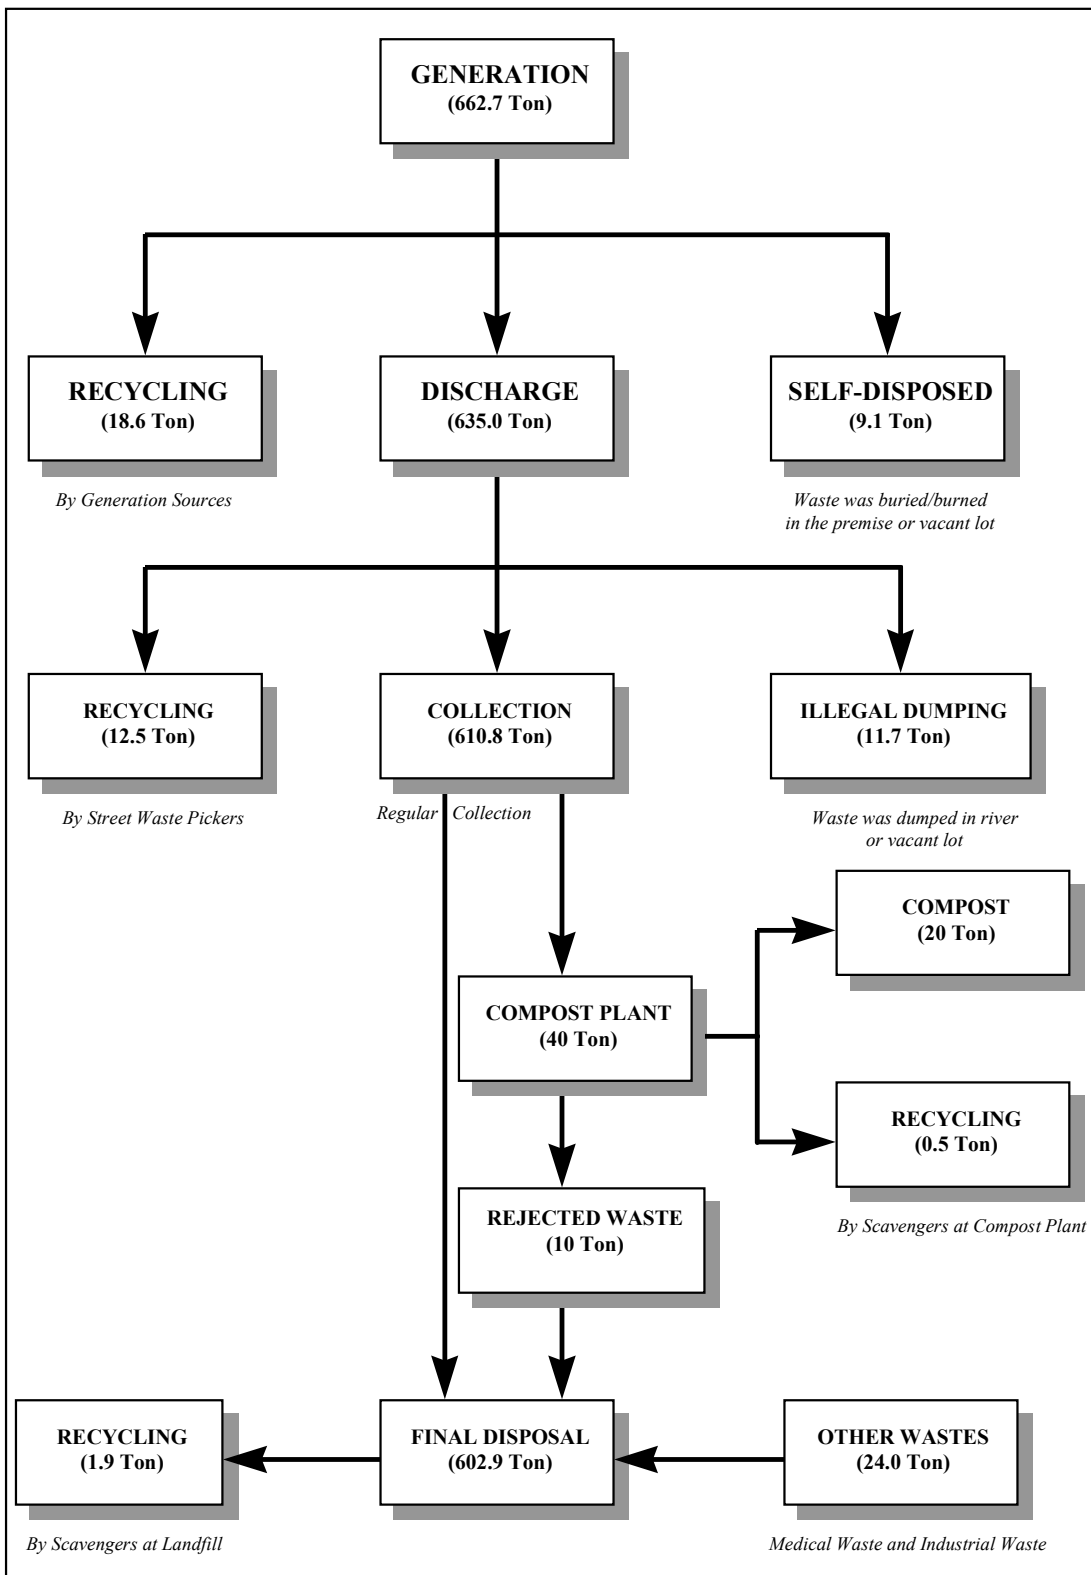 GENERATION
(662.7 Ton)
RECYCLING
(18.6 Ton)
DISCHARGE
(635.0 Ton)
SELF-DISPOSED
(9.1 Ton)
By Generation Sources
Waste was buried/burned
in the premise or vacant lot
RECYCLING
(12.5 Ton)
COLLECTION
(610.8 Ton)
ILLEGAL DUMPING
(11.7 Ton)
By Street Waste Pickers
Regular Collection
Waste was dumped in river
or vacant lot
COMPOST
(20 Ton)
COMPOST PLANT
(40 Ton)
RECYCLING
(0.5 Ton)
By Scavengers at Compost Plant
REJECTED WASTE
(10 Ton)
RECYCLING
(1.9 Ton)
FINAL DISPOSAL
(602.9 Ton)
OTHER WASTES
(24.0 Ton)
By Scavengers at Landfill
Medical Waste and Industrial Waste